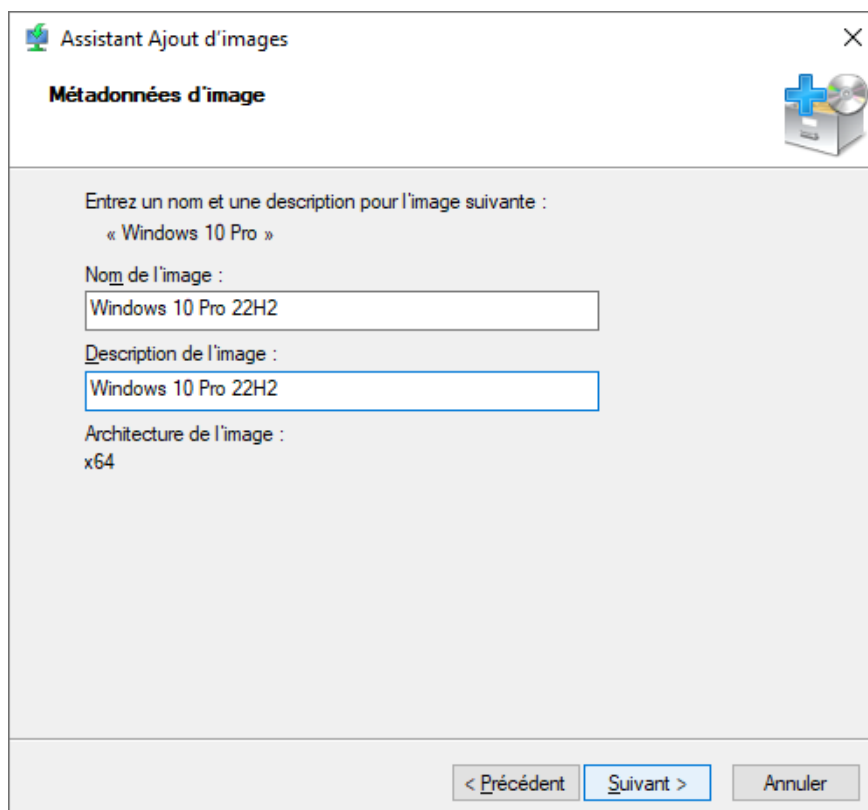 Assistant Ajout d'images
Métadonnées d'image
Entrez un nom et une description pour l'image suivante :
« Windows 10 Pro »
Nom de l'image :
Windows 10 Pro 22H2
Description de l'image :
Windows 10 Pro 22H2
Architecture de l'image :
x64
< Précédent Suivant > Annuler